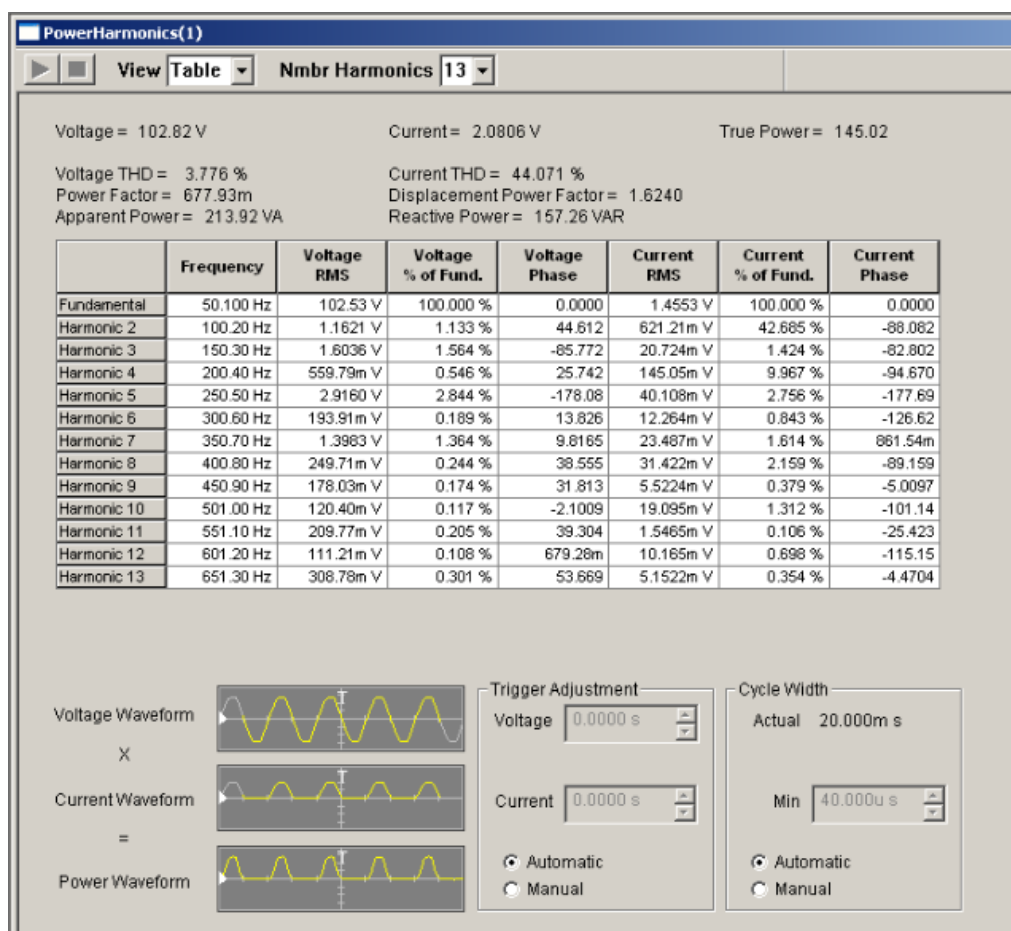 PowerHarmonics(1)
View Table Nmbr Harmonics 13
Voltage = 102.82 V Current = 2.0806 V True Power = 145.02
Voltage THD = 3.776 % Current THD = 44.071 %
Power Factor = 677.93m Displacement Power Factor = 1.6240
Apparent Power = 213.92 VA Reactive Power = 157.26 VAR
Frequency Voltage RMS Voltage % of Fund. Voltage Phase Current RMS Current % of Fund. Current Phase
Fundamental 50.100 Hz 102.53 V 100.000 % 0.0000 1.4553 V 100.000 % 0.0000
Harmonic 2 100.20 Hz 1.1621 V 1.133 % 44.612 621.21m V 42.685 % -88.082
Harmonic 3 150.30 Hz 1.6036 V 1.564 % -85.772 20.724m V 1.424 % -82.802
Harmonic 4 200.40 Hz 559.79m V 0.546 % 25.742 145.05m V 9.967 % -94.670
Harmonic 5 250.50 Hz 2.9160 V 2.844 % -178.08 40.108m V 2.756 % -177.69
Harmonic 6 300.60 Hz 193.91m V 0.189 % 13.826 12.264m V 0.843 % -126.62
Harmonic 7 350.70 Hz 1.3983 V 1.364 % 9.8165 23.487m V 1.614 % 861.54m
Harmonic 8 400.80 Hz 249.71m V 0.244 % 38.555 31.422m V 2.159 % -89.159
Harmonic 9 450.90 Hz 178.03m V 0.174 % 31.813 5.5224m V 0.379 % -5.0097
Harmonic 10 501.00 Hz 120.40m V 0.117 % -2.1009 19.095m V 1.312 % -101.14
Harmonic 11 551.10 Hz 209.77m V 0.205 % 39.304 1.5465m V 0.106 % -25.423
Harmonic 12 601.20 Hz 111.21m V 0.108 % 679.28m 10.165m V 0.698 % -115.15
Harmonic 13 651.30 Hz 308.78m V 0.301 % 53.669 5.1522m V 0.354 % -4.4704
Trigger Adjustment Cycle Width
Voltage Waveform T Voltage 0.0000 s Actual 20.000m s
X
Current Waveform T Current 0.0000 s Min 40.000u s
=
Automatic Automatic
Power Waveform T Manual Manual